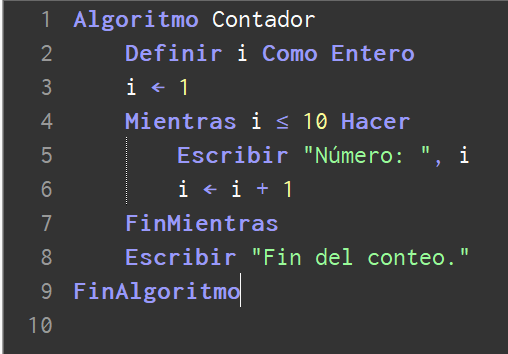 1 Algoritmo Contador
2 Definir i Como Entero
3 i ← 1
4 Mientras i ≤ 10 Hacer
5 Escribir "Número: ", i
6 i ← i + 1
7 FinMientras
8 Escribir "Fin del conteo."
9 FinAlgoritmo
10